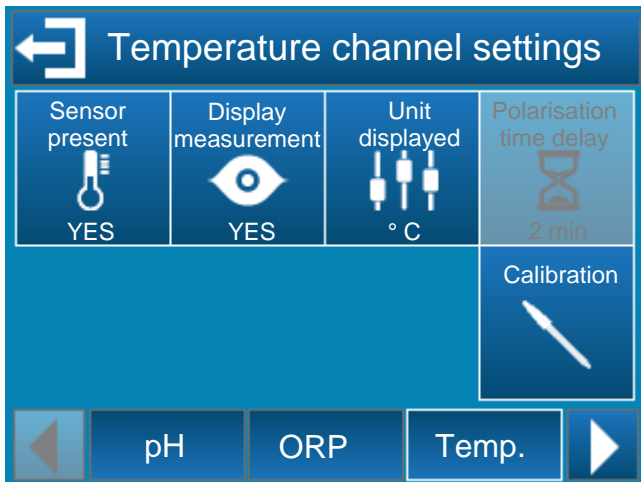 Temperature channel settings
Sensor
present
YES
Display
measurement
YES
Unit
displayed
° C
Polarisation
time delay
2 min
Calibration
pH
ORP
Temp.